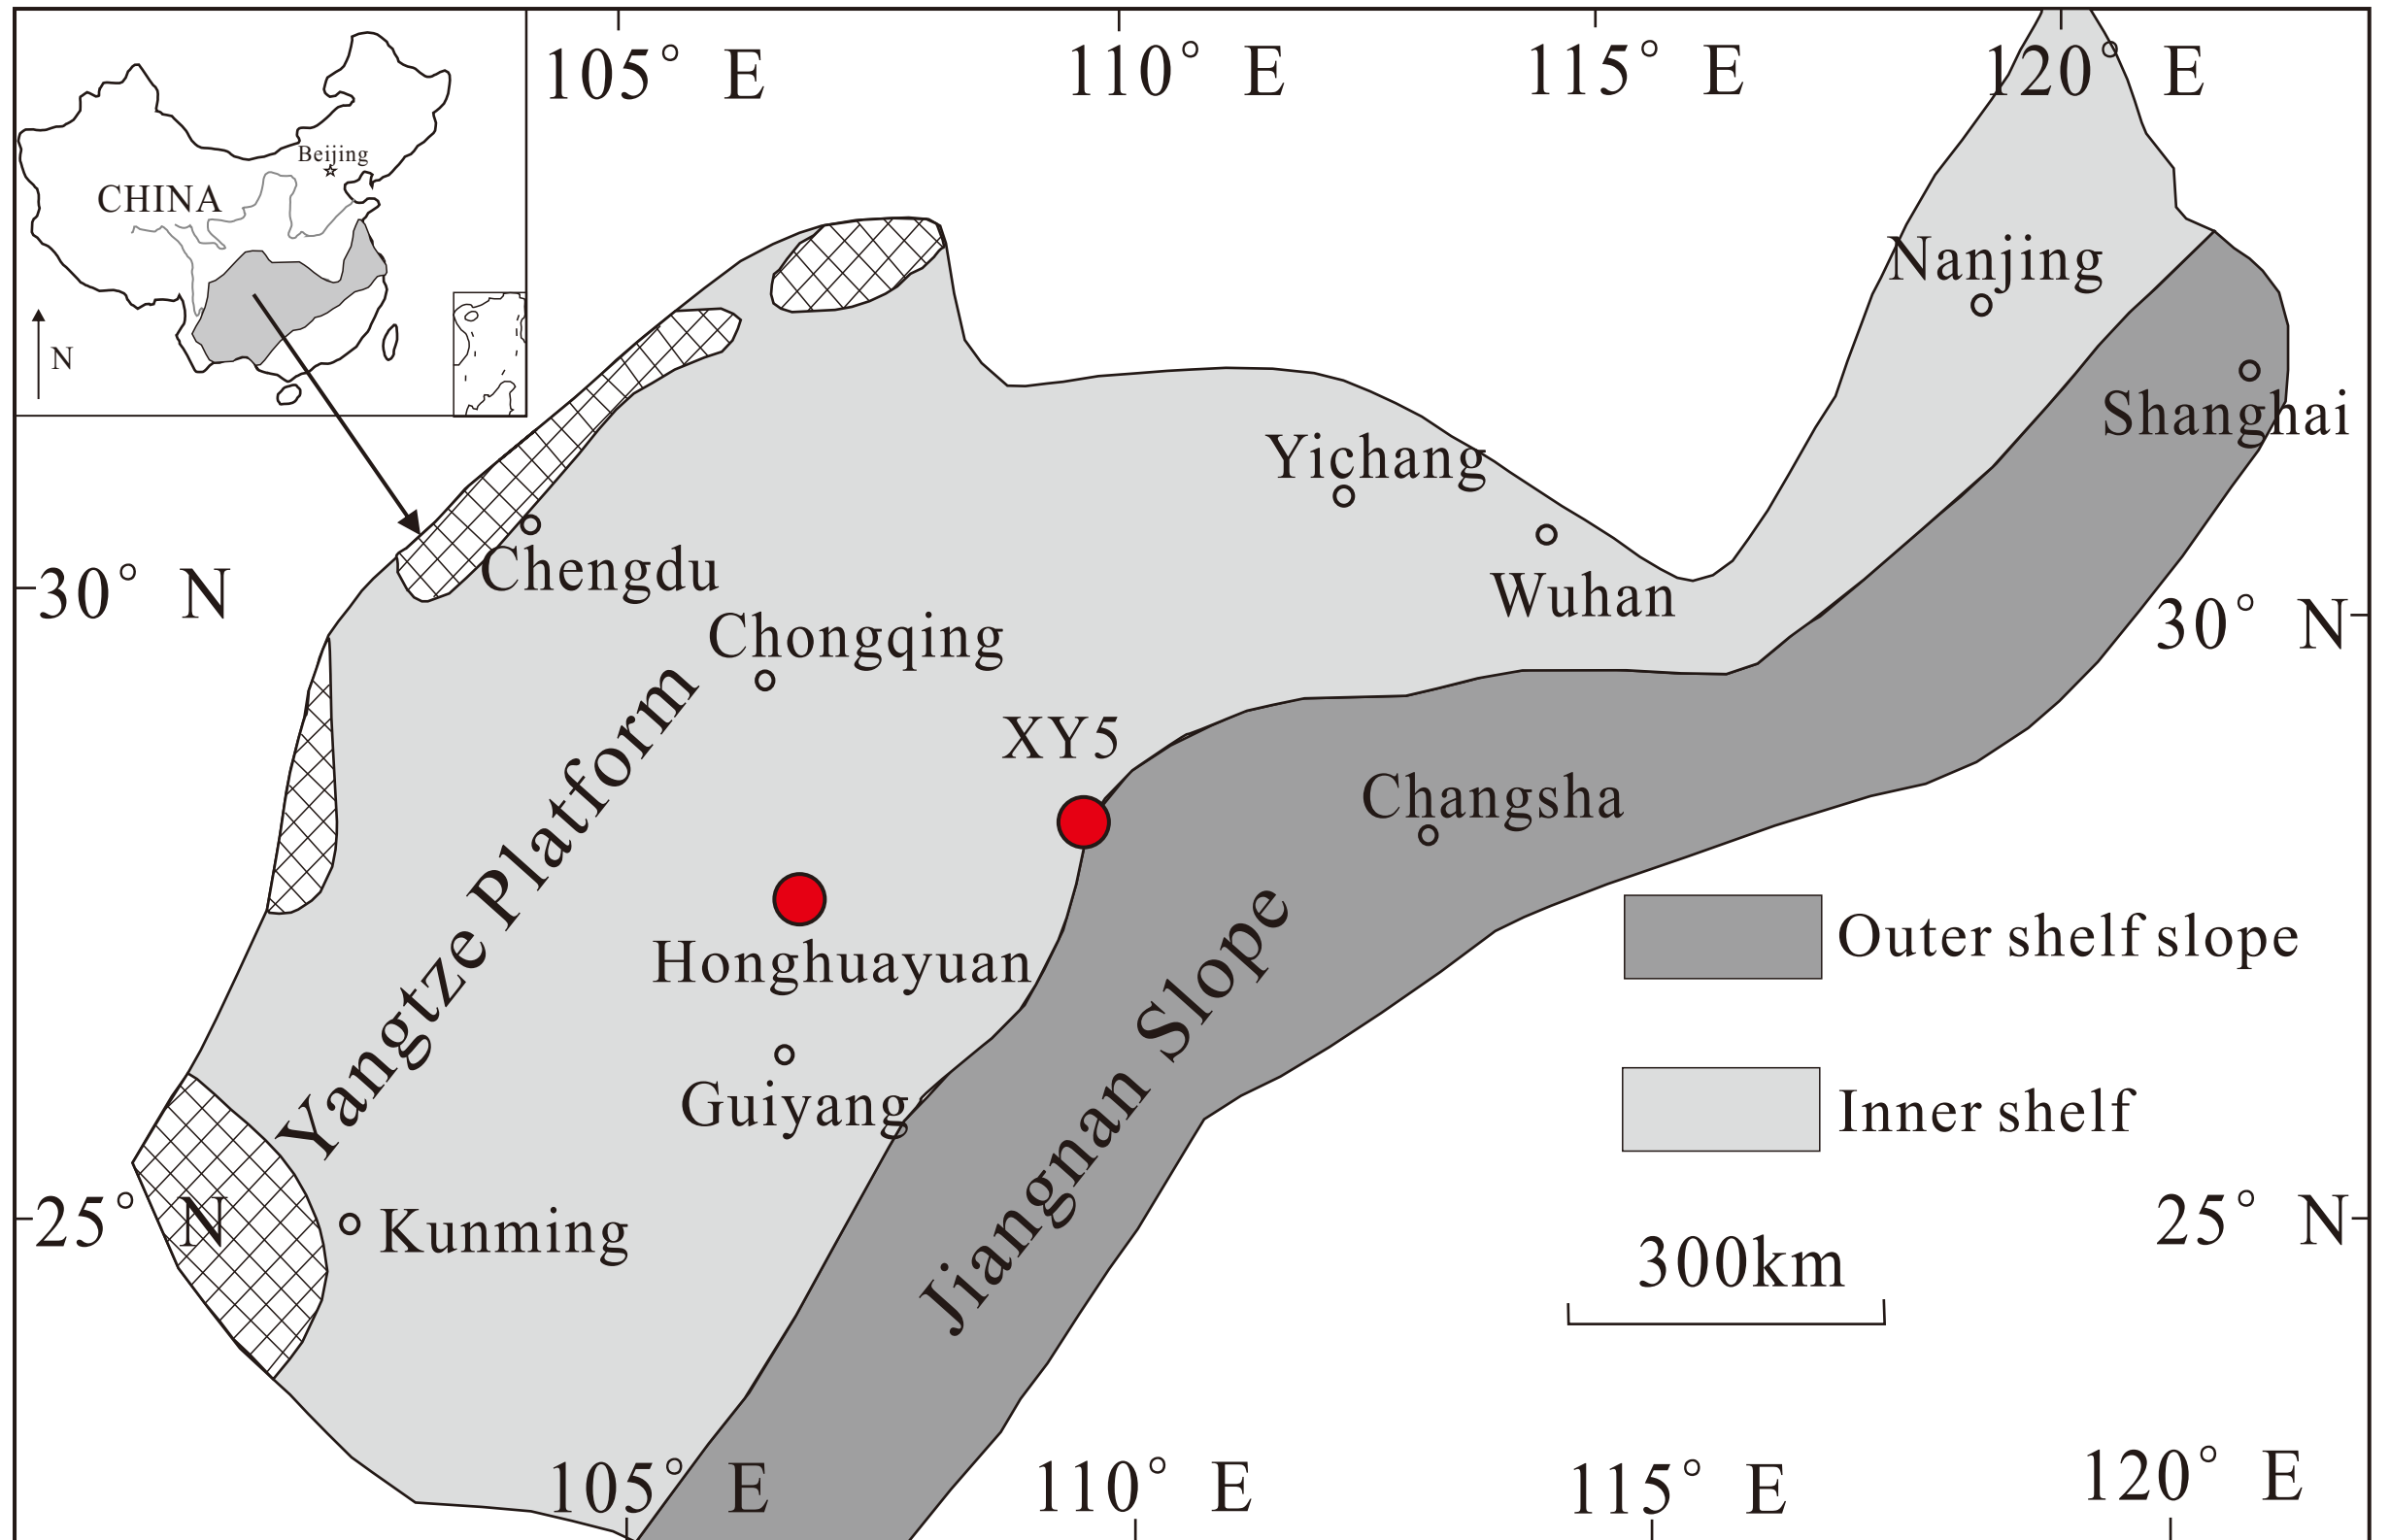 105° E
110° E
115° E
120° E
Beijing
CHINA
N
Nanjing
Shanghai
Yichang
Wuhan
30° N
Chengdu
30° N
Chongqing
XY5
Changsha
Yangtze Platform
Honghuayuan
Outer shelf slope
Jiangnan Slope
Guiyang
Inner shelf
25° N
Kunming
25° N
300km
105° E
110° E
115° E
120° E